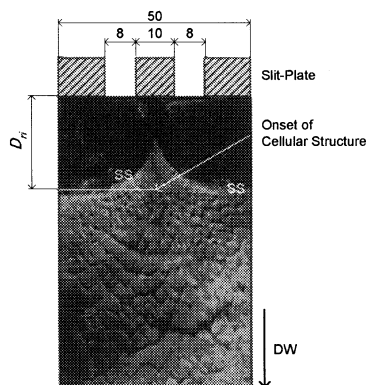 50
8 10 8
Slit-Plate
D_ri
Onset of
Cellular Structure
SS
SS
DW